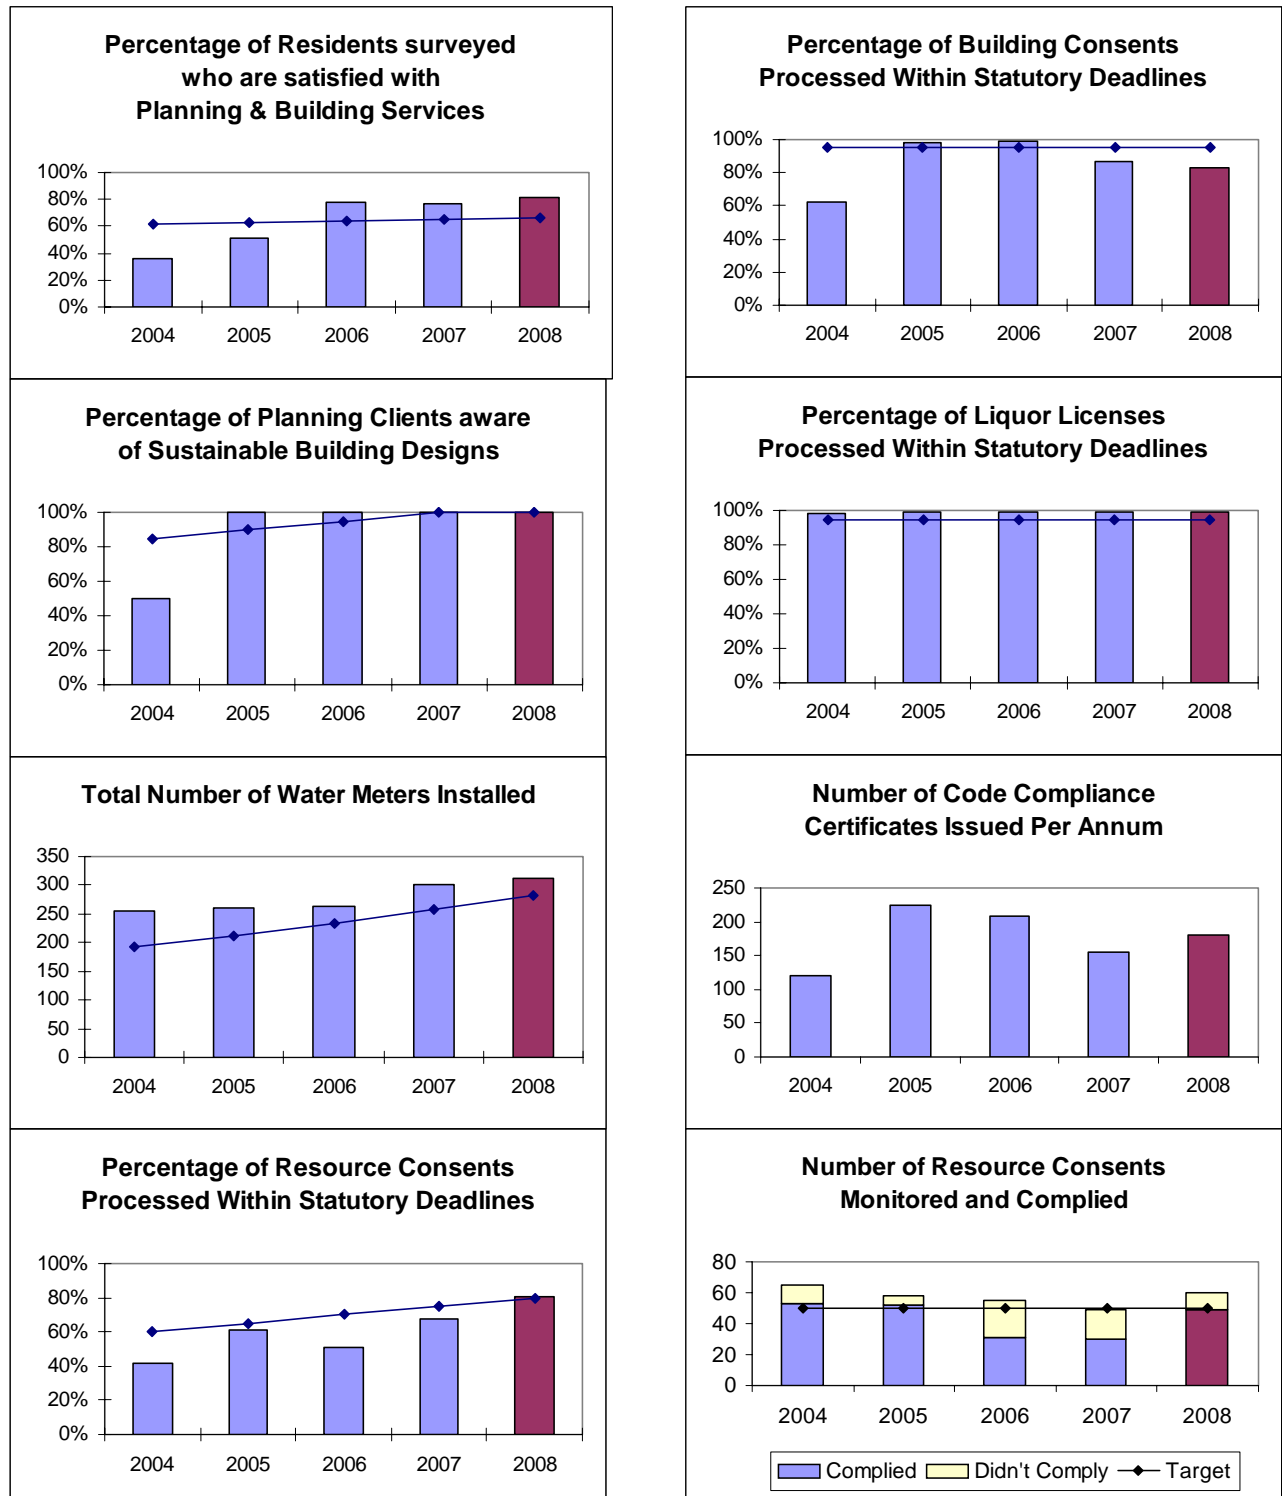 Percentage of Residents surveyed
who are satisfied with
Planning & Building Services
100%
80%
60%
40%
20%
0%
2004 2005 2006 2007 2008
Percentage of Building Consents
Processed Within Statutory Deadlines
100%
80%
60%
40%
20%
0%
2004 2005 2006 2007 2008
Percentage of Planning Clients aware
of Sustainable Building Designs
100%
80%
60%
40%
20%
0%
2004 2005 2006 2007 2008
Percentage of Liquor Licenses
Processed Within Statutory Deadlines
100%
80%
60%
40%
20%
0%
2004 2005 2006 2007 2008
Total Number of Water Meters Installed
350
300
250
200
150
100
50
0
2004 2005 2006 2007 2008
Number of Code Compliance
Certificates Issued Per Annum
250
200
150
100
50
0
2004 2005 2006 2007 2008
Percentage of Resource Consents
Processed Within Statutory Deadlines
100%
80%
60%
40%
20%
0%
2004 2005 2006 2007 2008
Number of Resource Consents
Monitored and Complied
80
60
40
20
0
2004 2005 2006 2007 2008
Complied Didn't Comply Target